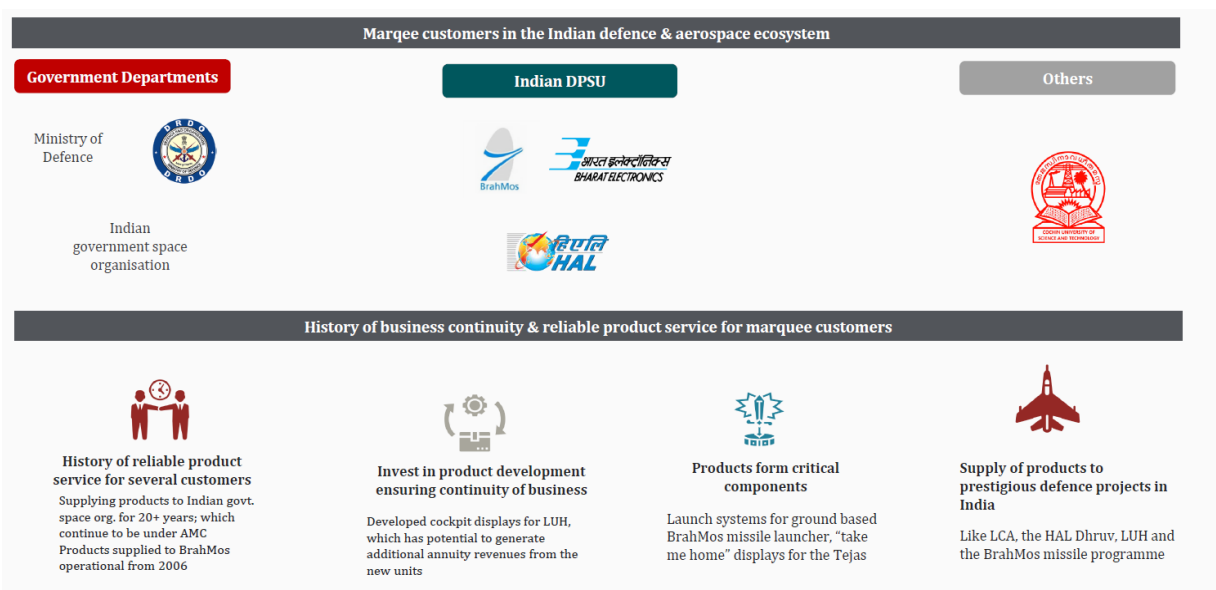 Marqee customers in the Indian defence & aerospace ecosystem
Government Departments
Indian DPSU
Others
Ministry of
Defence
DRDO
DRDO
Indian
government space
organisation
BrahMos
भारत इलेक्ट्रॉनिक्स
BHARAT ELECTRONICS
हिएलि
HAL
COCHIN UNIVERSITY OF
SCIENCE AND TECHNOLOGY
History of business continuity & reliable product service for marquee customers
History of reliable product
service for several customers
Supplying products to Indian govt.
space org. for 20+ years; which
continue to be under AMC
Products supplied to BrahMos
operational from 2006
Invest in product development
ensuring continuity of business
Developed cockpit displays for LUH,
which has potential to generate
additional annuity revenues from the
new units
Products form critical
components
Launch systems for ground based
BrahMos missile launcher, “take
me home” displays for the Tejas
Supply of products to
prestigious defence projects in
India
Like LCA, the HAL Dhruv, LUH and
the BrahMos missile programme